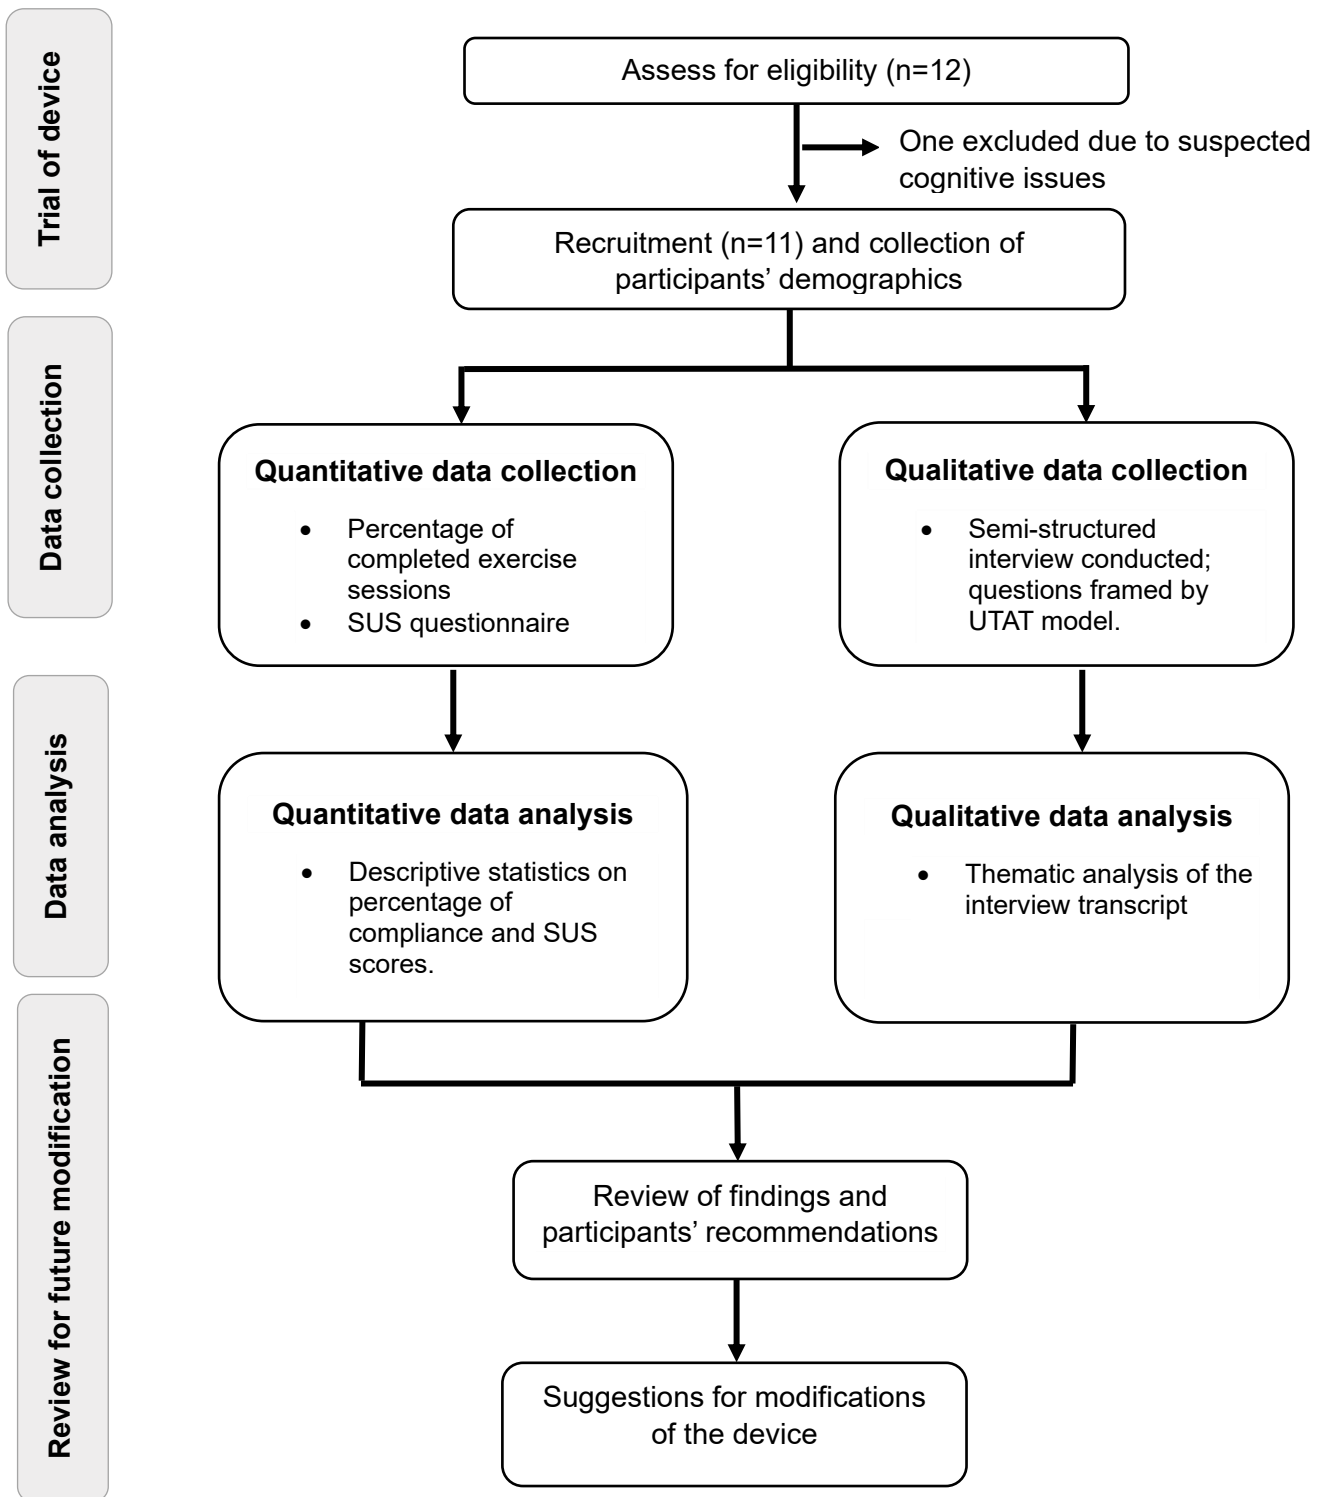 Trial of device
Assess for eligibility (n=12)
One excluded due to suspected
cognitive issues
Recruitment (n=11) and collection of
participants’ demographics
Data collection
Quantitative data collection
• Percentage of
completed exercise
sessions
• SUS questionnaire
Qualitative data collection
• Semi-structured
interview conducted;
questions framed by
UTAT model.
Data analysis
Quantitative data analysis
• Descriptive statistics on
percentage of
compliance and SUS
scores.
Qualitative data analysis
• Thematic analysis of the
interview transcript
Review for future modification
Review of findings and
participants’ recommendations
Suggestions for modifications
of the device